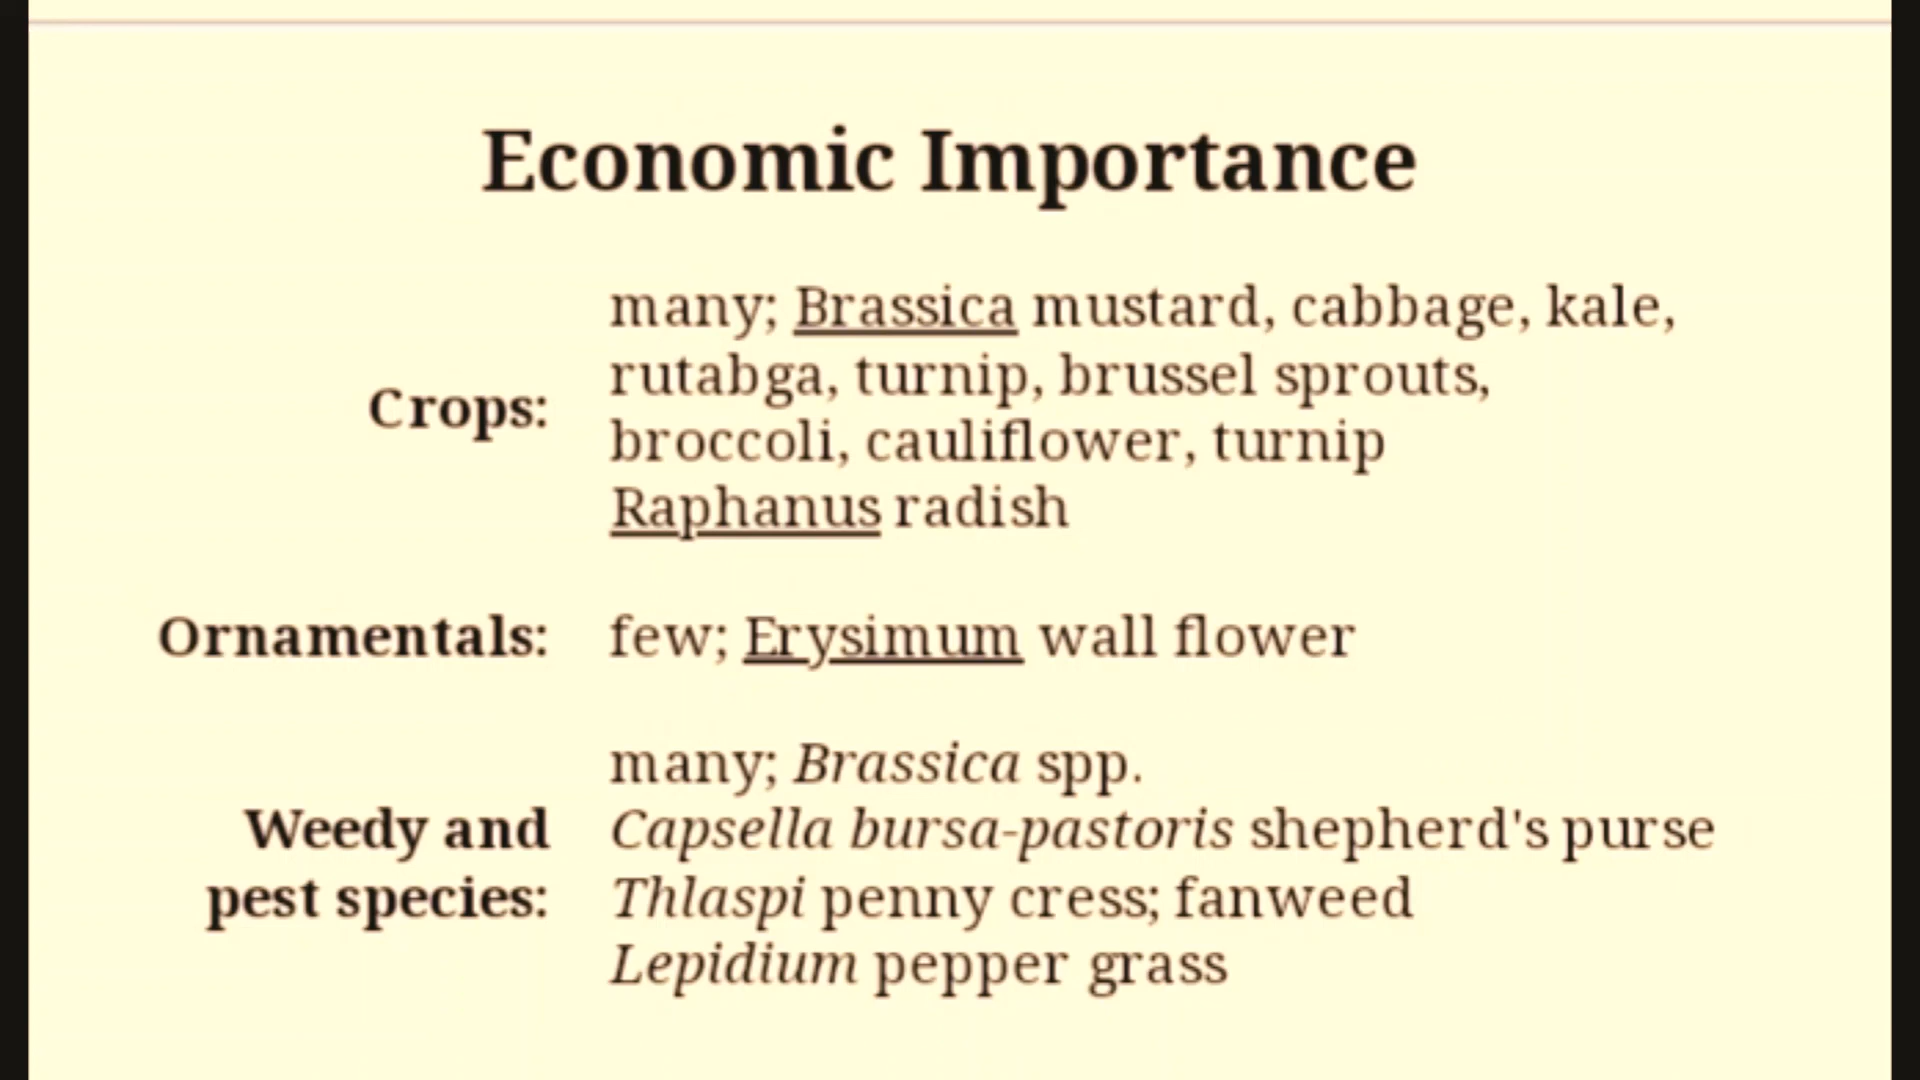 Economic Importance
Crops: many; Brassica mustard, cabbage, kale,
rutabga, turnip, brussel sprouts,
broccoli, cauliflower, turnip
Raphanus radish
Ornamentals: few; Erysimum wall flower
Weedy and
pest species:
many; Brassica spp.
Capsella bursa-pastoris shepherd's purse
Thlaspi penny cress; fanweed
Lepidium pepper grass